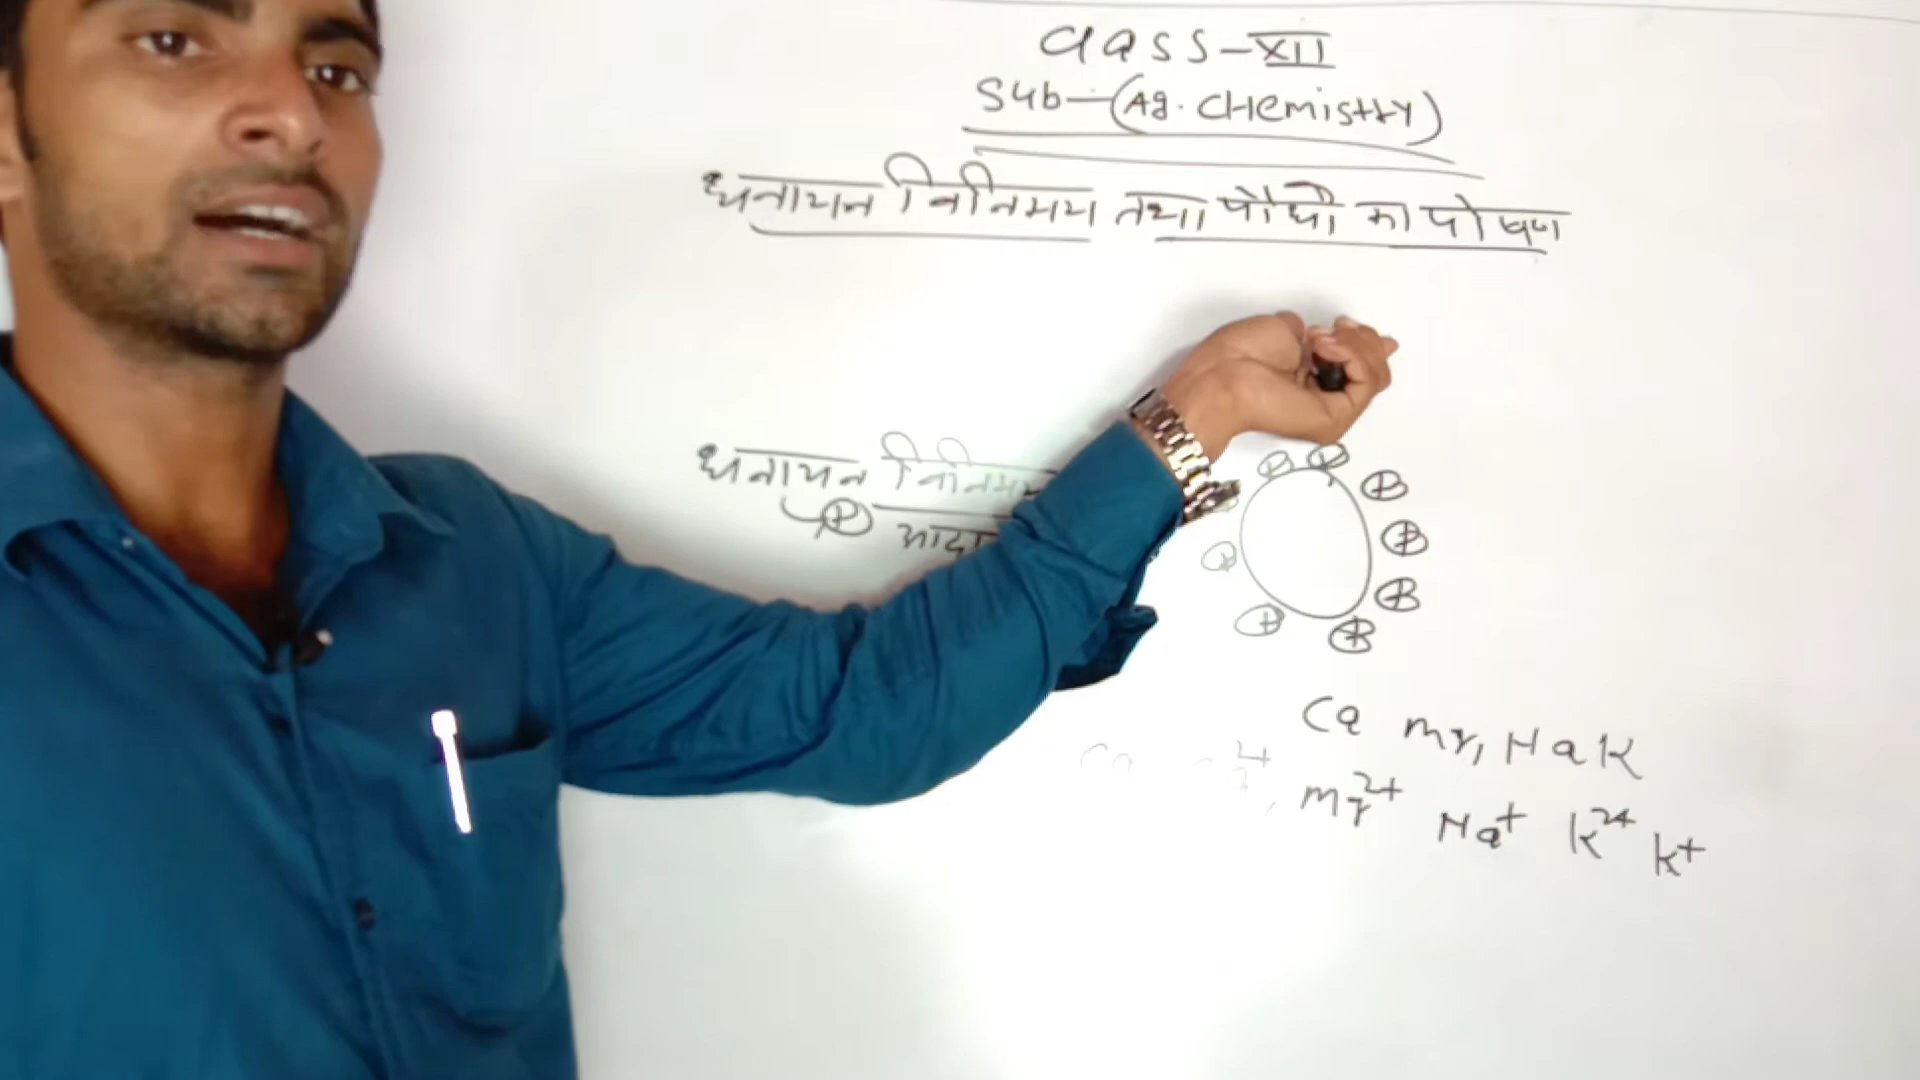 Class-XII
Sub-(Ag. Chemistry)
धनायन विनिमय तथा पौधों का पोषण
धनायन विनिमय
+
+ + + + + + + + +
Ca Mg, Na K
Mg2+ Na+ K2+ K+